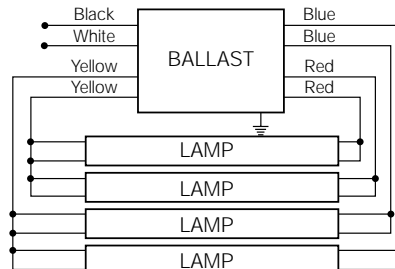 Black Blue
White Blue
BALLAST
Yellow Red
Yellow Red
LAMP
LAMP
LAMP
LAMP